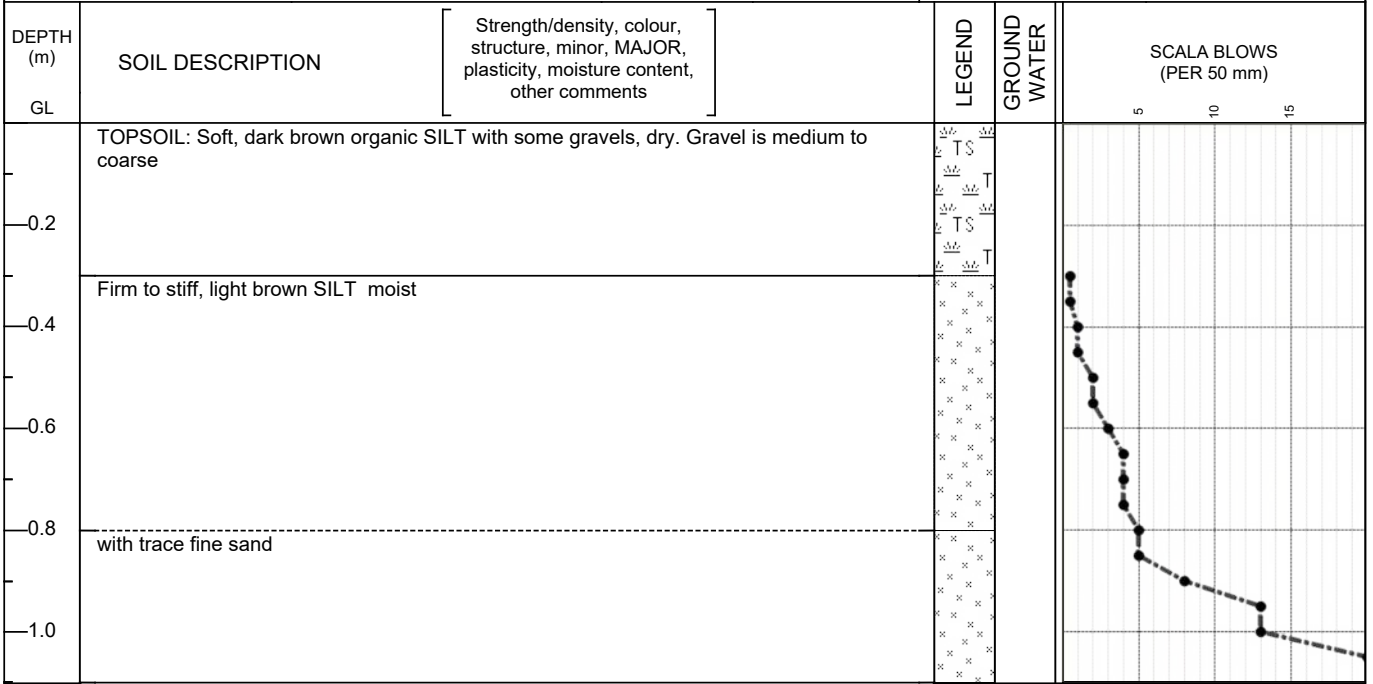 DEPTH
(m)
GL
SOIL DESCRIPTION
Strength/density, colour,
structure, minor, MAJOR,
plasticity, moisture content,
other comments
LEGEND
GROUND
WATER
SCALA BLOWS
(PER 50 mm)
5
10
15
TOPSOIL: Soft, dark brown organic SILT with some gravels, dry. Gravel is medium to
coarse
TS
T
0.2
TS
T
Firm to stiff, light brown SILT moist
0.4
0.6
0.8
with trace fine sand
1.0